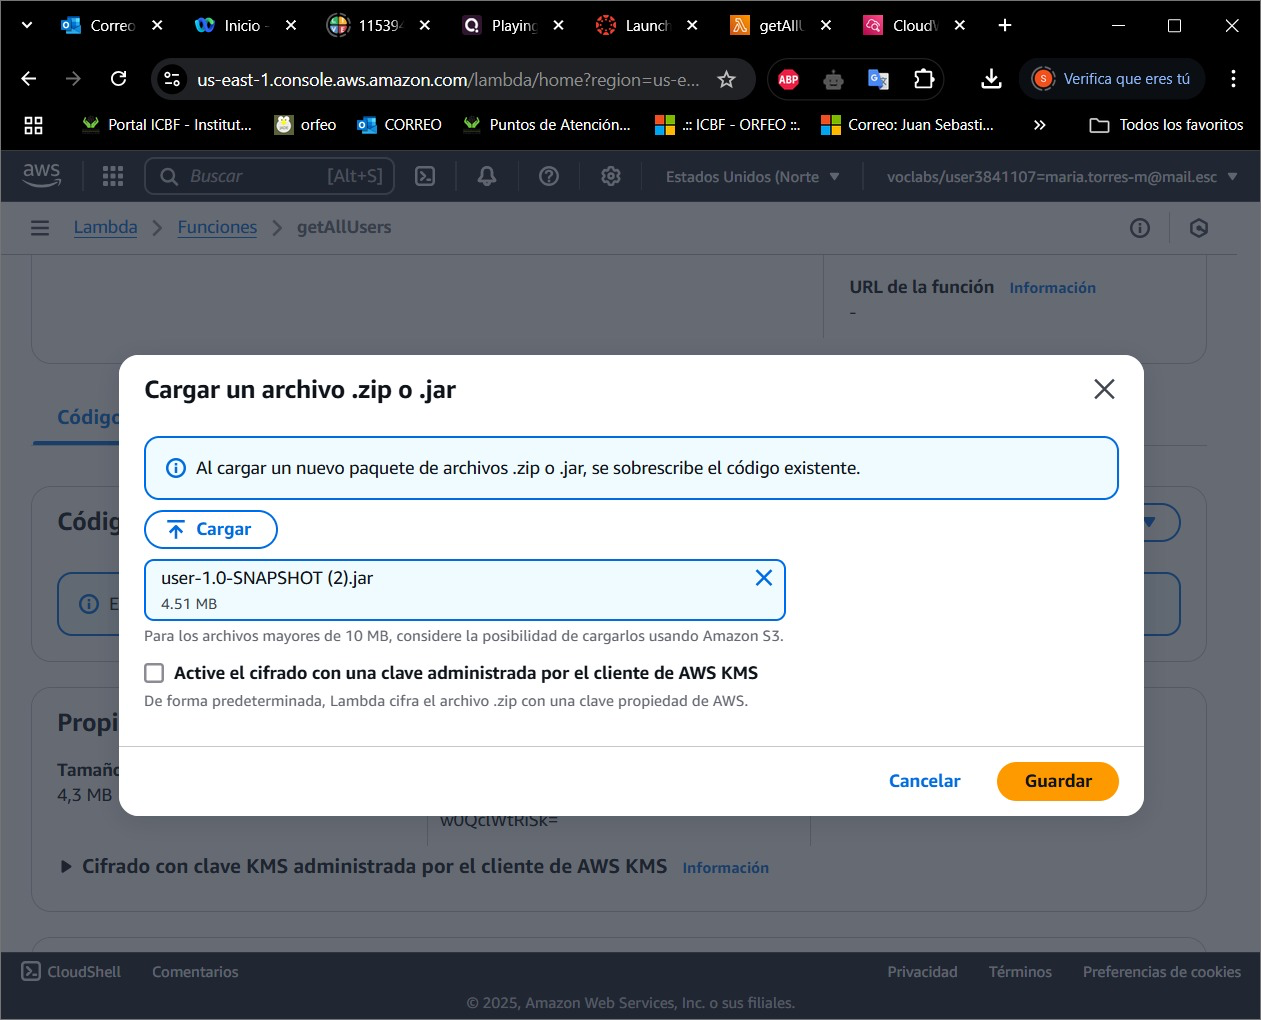 Correo
Inicio -
11539
Playing
Launch
getAllU
CloudW
us-east-1.console.aws.amazon.com/lambda/home?region=us-e...
ABP
S
Verifica que eres tú
Portal ICBF - Institut...
orfeo
CORREO
Puntos de Atención...
.:: ICBF - ORFEO ::.
Correo: Juan Sebasti...
»
Todos los favoritos
aws
Buscar
[Alt+S]
Estados Unidos (Norte
voclabs/user3841107=maria.torres-m@mail.esc
Lambda
Funciones
getAllUsers
URL de la función
Información
-
Cargar un archivo .zip o .jar
Código
Al cargar un nuevo paquete de archivos .zip o .jar, se sobrescribe el código existente.
Códig
Cargar
user-1.0-SNAPSHOT (2).jar
4.51 MB
E
Para los archivos mayores de 10 MB, considere la posibilidad de cargarlos usando Amazon S3.
Active el cifrado con una clave administrada por el cliente de AWS KMS
De forma predeterminada, Lambda cifra el archivo .zip con una clave propiedad de AWS.
Propi
Tamaño
4,3 MB
Cancelar
Guardar
w0QclWtRiSk=
Cifrado con clave KMS administrada por el cliente de AWS KMS
Información
CloudShell
Comentarios
Privacidad
Términos
Preferencias de cookies
© 2025, Amazon Web Services, Inc. o sus filiales.